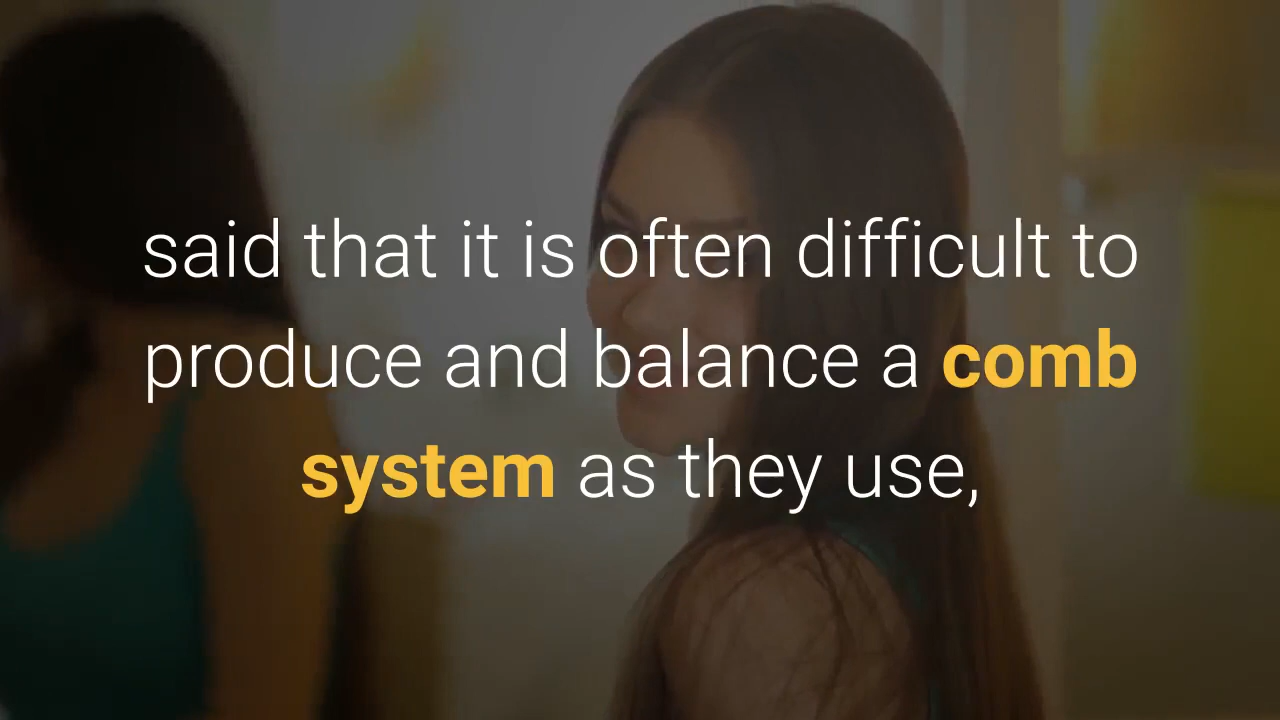 said that it is often difficult to
produce and balance a comb
system as they use,